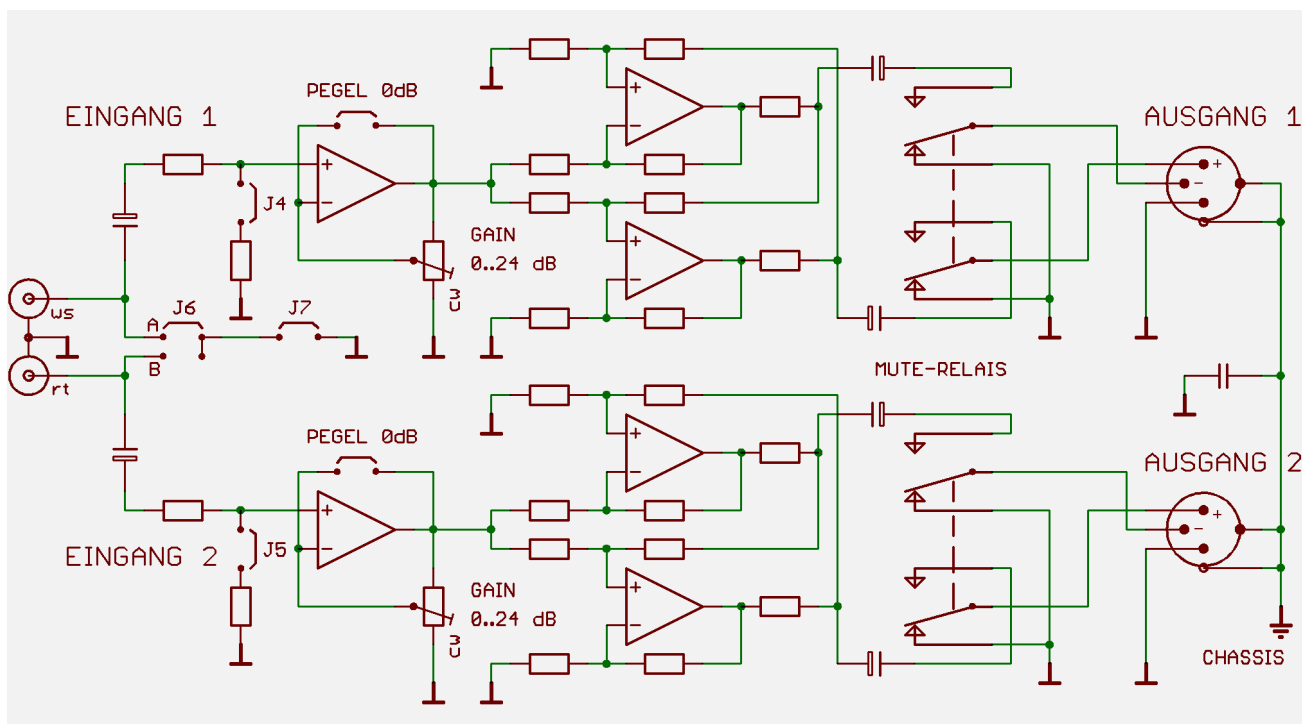 PEGEL 0dB
EINGANG 1
AUSGANG 1
+
+
-
+
-
-
J4
GAIN
0..24 dB
+
-
CW
ws
J6
J7
A
B
rt
MUTE-RELAIS
PEGEL 0dB
+
-
AUSGANG 2
+
-
+
-
EINGANG 2
J5
GAIN
0..24 dB
+
-
CW
CHASSIS